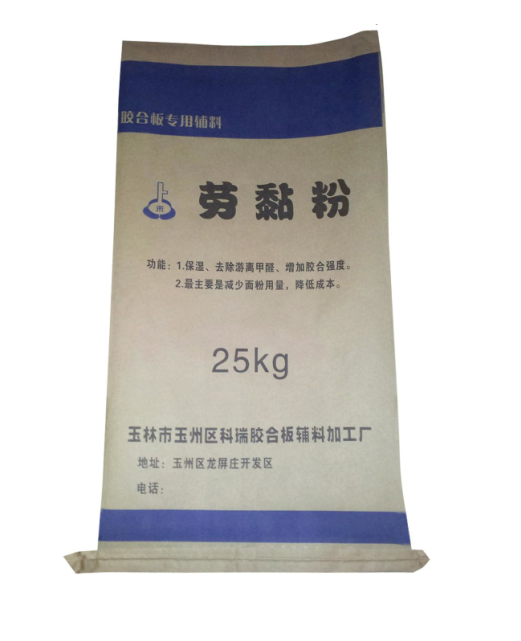 胶合板专用辅料
劳黏粉
功能：1.保湿、去除游离甲醛、增加胶合强度。
2.最主要是减少面粉用量，降低成本。
25kg
玉林市玉州区科瑞胶合板辅料加工厂
地址：玉州区龙屏庄开发区
电话：